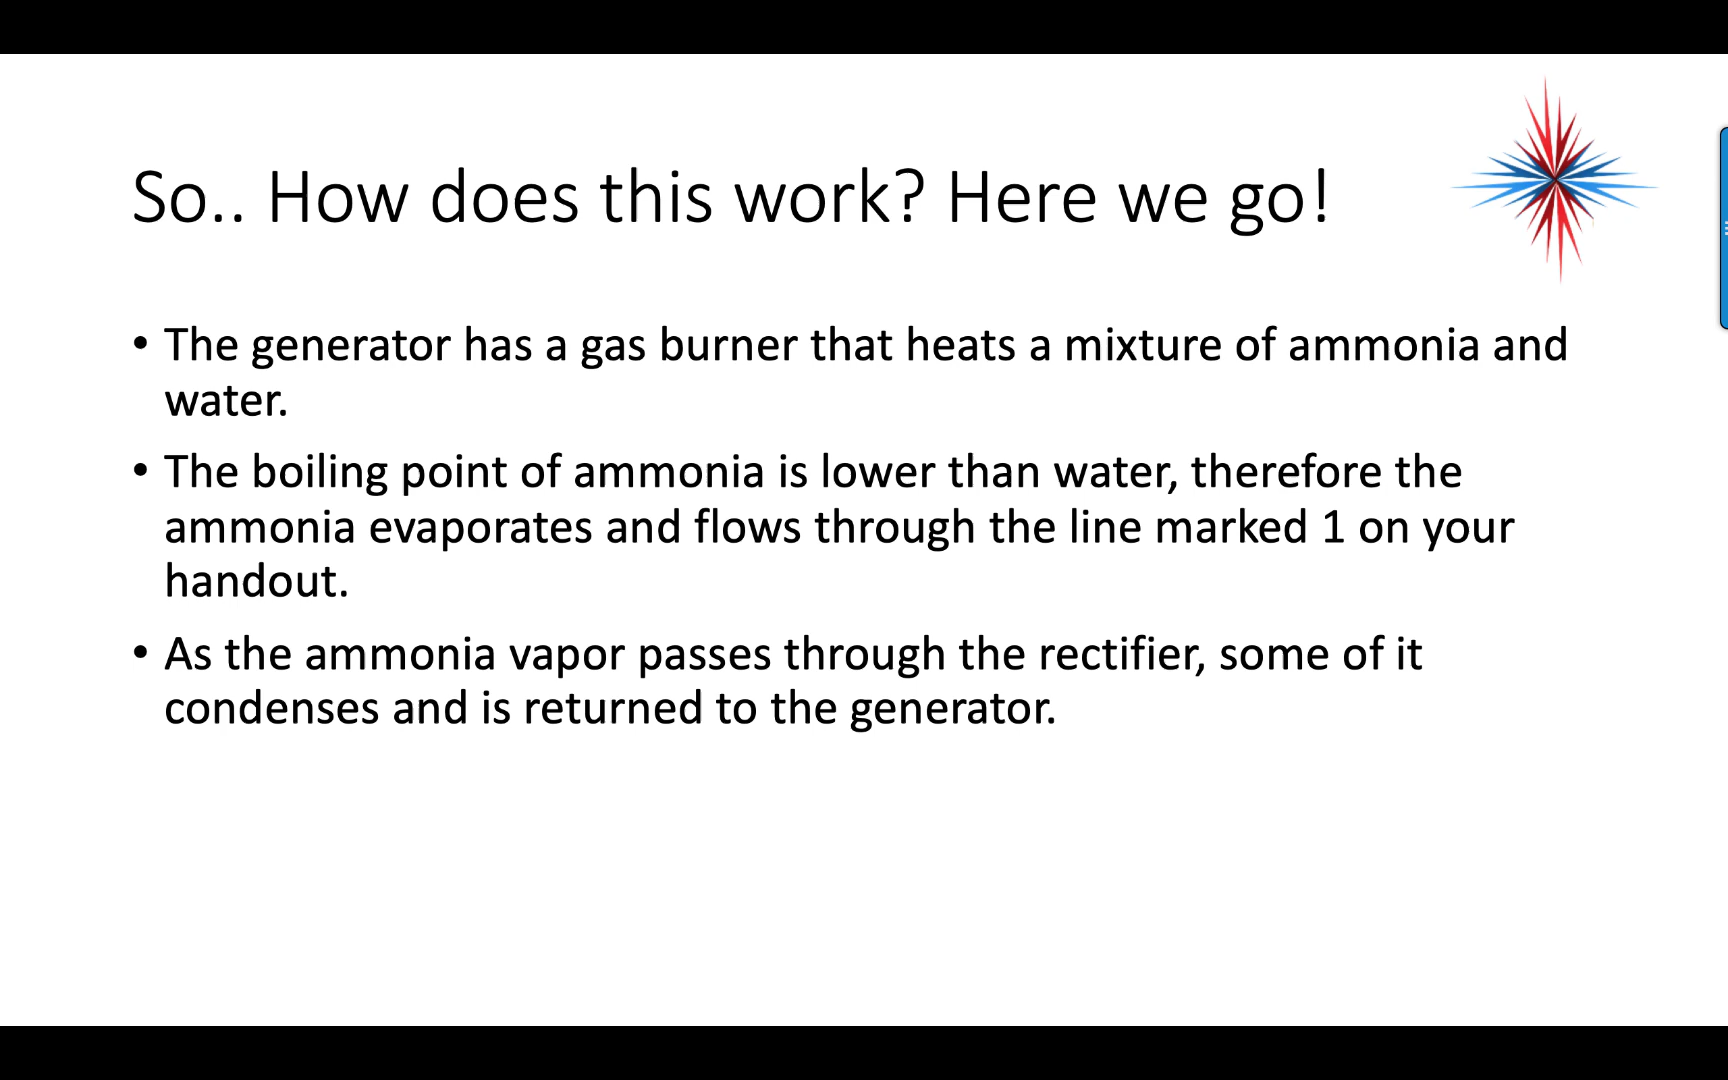 So.. How does this work? Here we go!
• The generator has a gas burner that heats a mixture of ammonia and
water.
• The boiling point of ammonia is lower than water, therefore the
ammonia evaporates and flows through the line marked 1 on your
handout.
• As the ammonia vapor passes through the rectifier, some of it
condenses and is returned to the generator.